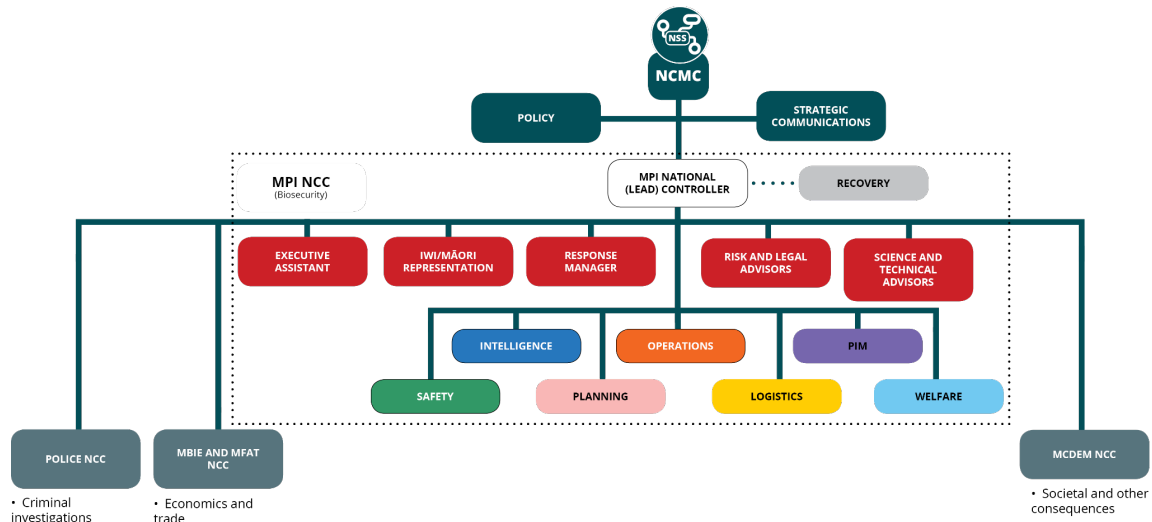 NSS
NCMC
POLICY
STRATEGIC
COMMUNICATIONS
MPI NCC
(Biosecurity)
MPI NATIONAL
(LEAD) CONTROLLER
RECOVERY
EXECUTIVE
ASSISTANT
IWI/MĀORI
REPRESENTATION
RESPONSE
MANAGER
RISK AND LEGAL
ADVISORS
SCIENCE AND
TECHNICAL
ADVISORS
INTELLIGENCE
OPERATIONS
PIM
SAFETY
PLANNING
LOGISTICS
WELFARE
POLICE NCC
• Criminal
investigations
MBIE AND MFAT
NCC
• Economics and
trade
MCDEM NCC
• Societal and other
consequences